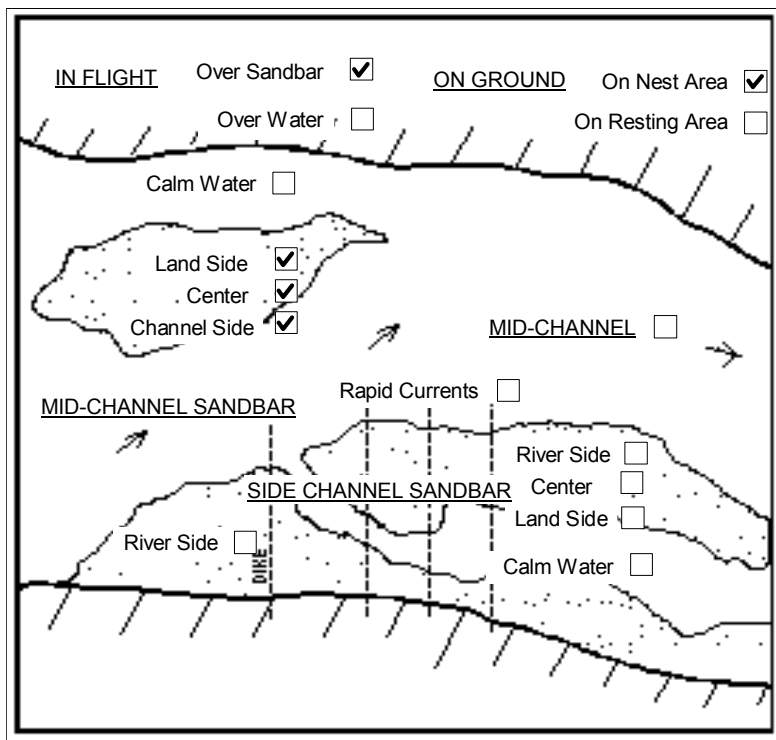 IN FLIGHT
Over Sandbar
ON GROUND
On Nest Area
Over Water
On Resting Area
Calm Water
Land Side
Center
Channel Side
MID-CHANNEL
Rapid Currents
MID-CHANNEL SANDBAR
River Side
SIDE CHANNEL SANDBAR
Center
Land Side
River Side
DIKE
Calm Water